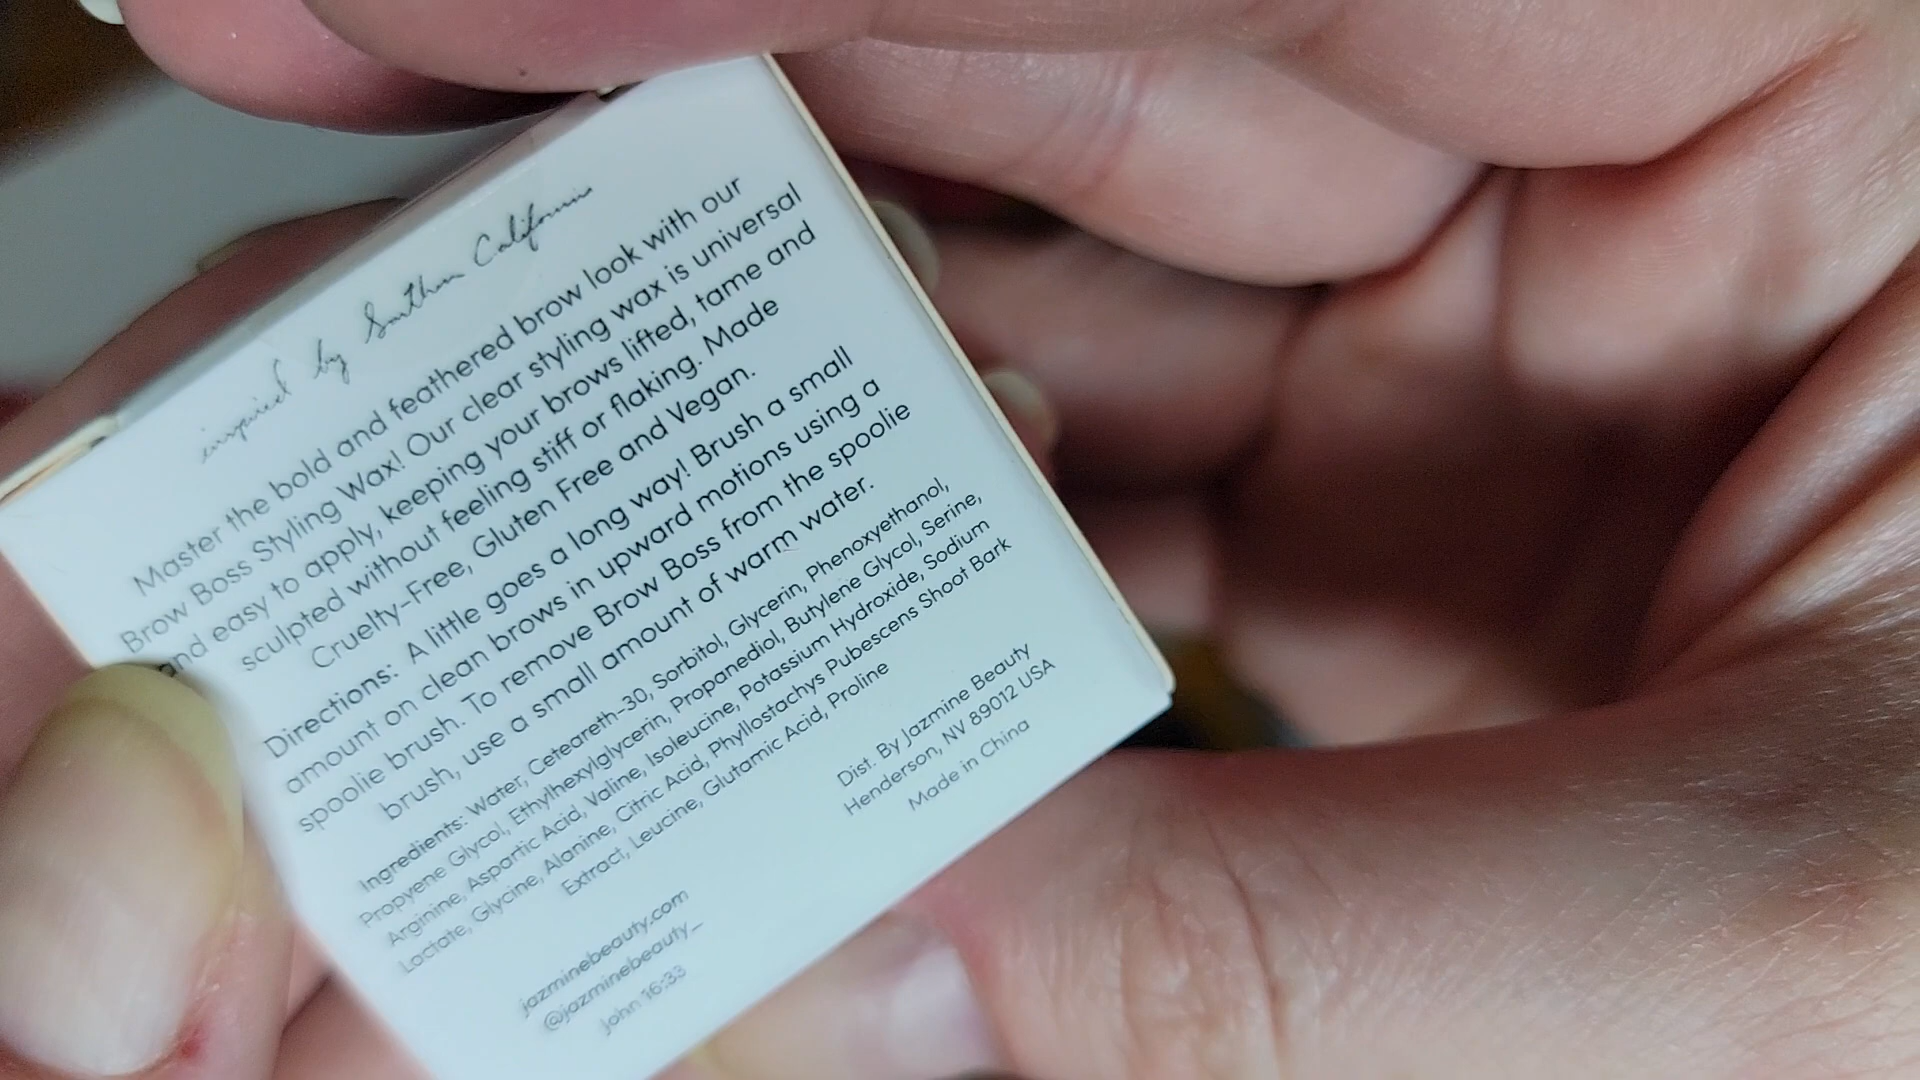 inspired by Southern California
Master the bold and feathered brow look with our
Brow Boss Styling Wax! Our clear styling wax is universal
and easy to apply, keeping your brows lifted, tame and
sculpted without feeling stiff or flaking. Made
Cruelty-Free, Gluten Free and Vegan.
Directions: A little goes a long way! Brush a small
amount on clean brows in upward motions using a
spoolie brush. To remove Brow Boss from the spoolie
brush, use a small amount of warm water.
Ingredients: Water, Ceteareth-30, Sorbitol, Glycerin, Phenoxyethanol,
Propyene Glycol, Ethylhexylglycerin, Propanediol, Butylene Glycol, Serine,
Arginine, Aspartic Acid, Valine, Isoleucine, Potassium Hydroxide, Sodium
Lactate, Glycine, Alanine, Citric Acid, Phyllostachys Pubescens Shoot Bark
Extract, Leucine, Glutamic Acid, Proline
Dist. By Jazmine Beauty
Henderson, NV 89012 USA
Made in China
jazminebeauty.com
@jazminebeauty_
john 16:33